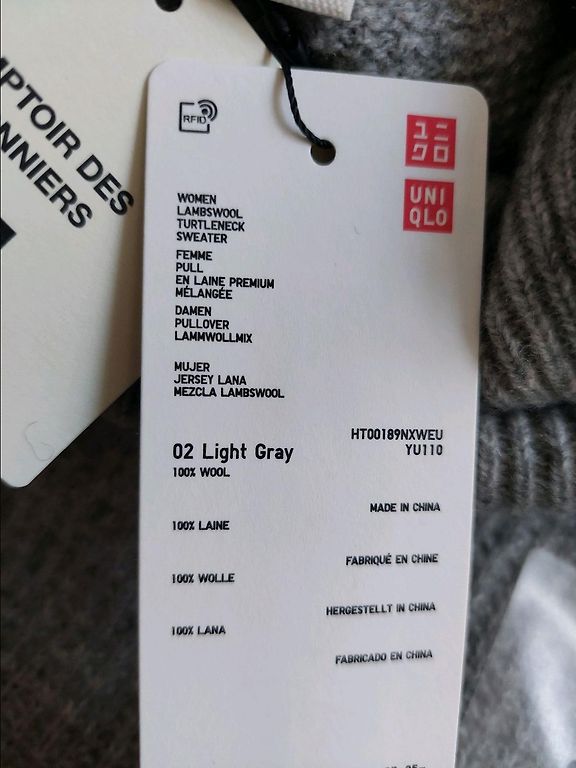 PTOIR DES
NNIERS
RFID
ユニ
クロ
UNI
QLO
WOMEN
LAMBSWOOL
TURTLENECK
SWEATER
FEMME
PULL
EN LAINE PREMIUM
MÉLANGÉE
DAMEN
PULLOVER
LAMMWOLLMIX
MUJER
JERSEY LANA
MEZCLA LAMBSWOOL
HT00189NXWEU
YU110
02 Light Gray
100% WOOL
MADE IN CHINA
100% LAINE
FABRIQUÉ EN CHINE
100% WOLLE
HERGESTELLT IN CHINA
100% LANA
FABRICADO EN CHINA